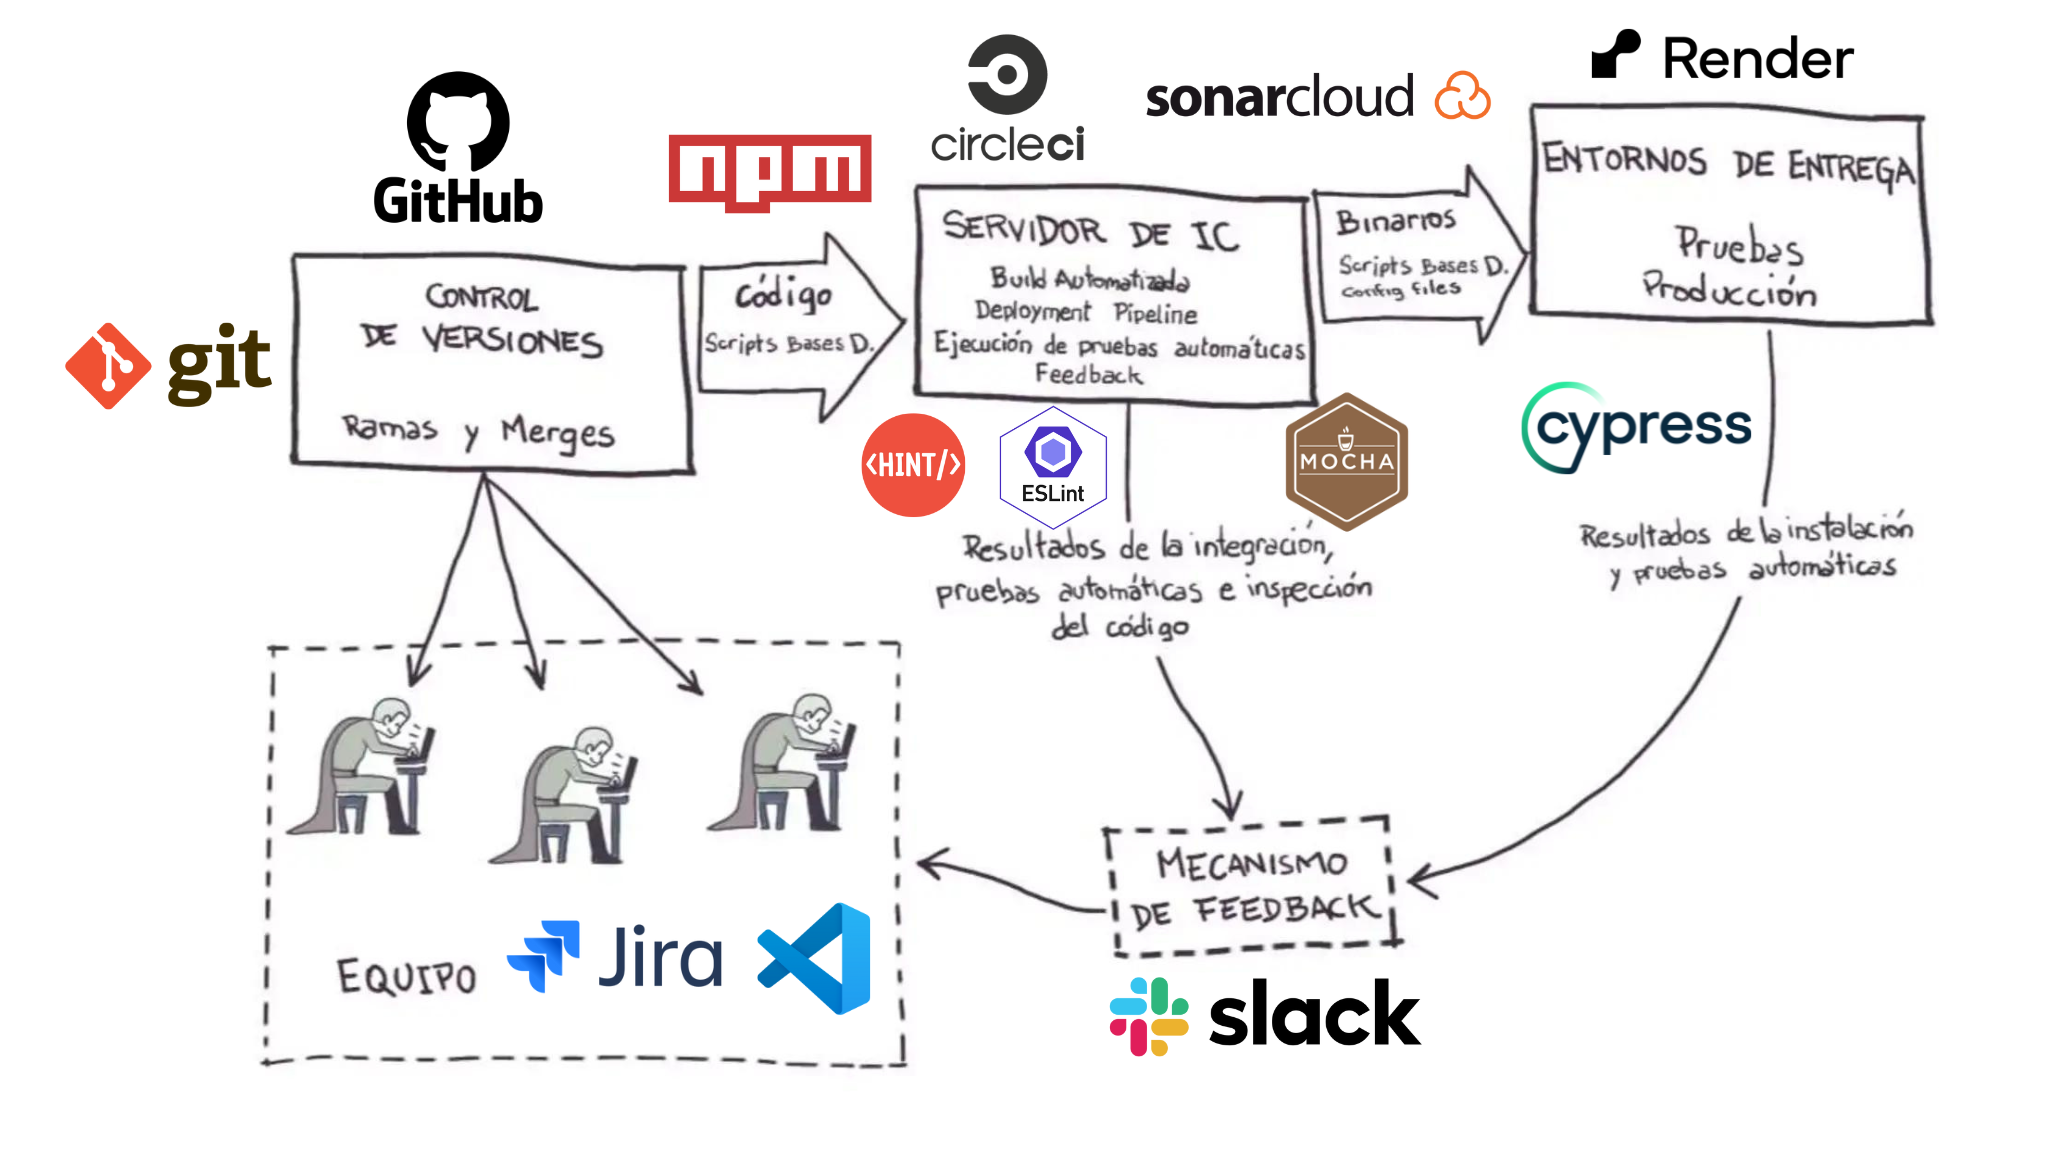 GitHub
git
CONTROL
DE VERSIONES
Ramas y Merges
npm
Código
Scripts Bases D.
circleci
SERVIDOR DE IC
Build Automatizada
Deployment Pipeline
Ejecución de pruebas automáticas
Feedback
sonarcloud
Binarios
Scripts Bases D.
Config files
Render
ENTORNOS DE ENTREGA
Pruebas
Producción
<HINT/>
ESLint
MOCHA
cypress
Resultados de la integración,
pruebas automáticas e inspección
del código
Resultados de la instalación
y pruebas automáticas
MECANISMO
DE FEEDBACK
slack
EQUIPO
Jira